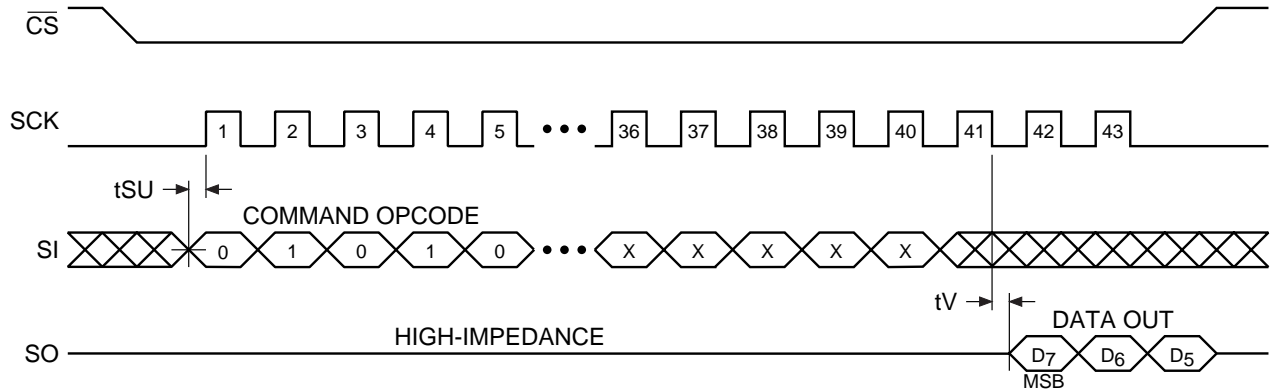 CS
SCK 1 2 3 4 5 ••• 36 37 38 39 40 41 42 43
tSU
COMMAND OPCODE
SI 0 1 0 1 0 ••• X X X X X
tV
HIGH-IMPEDANCE DATA OUT
SO D7 D6 D5
MSB